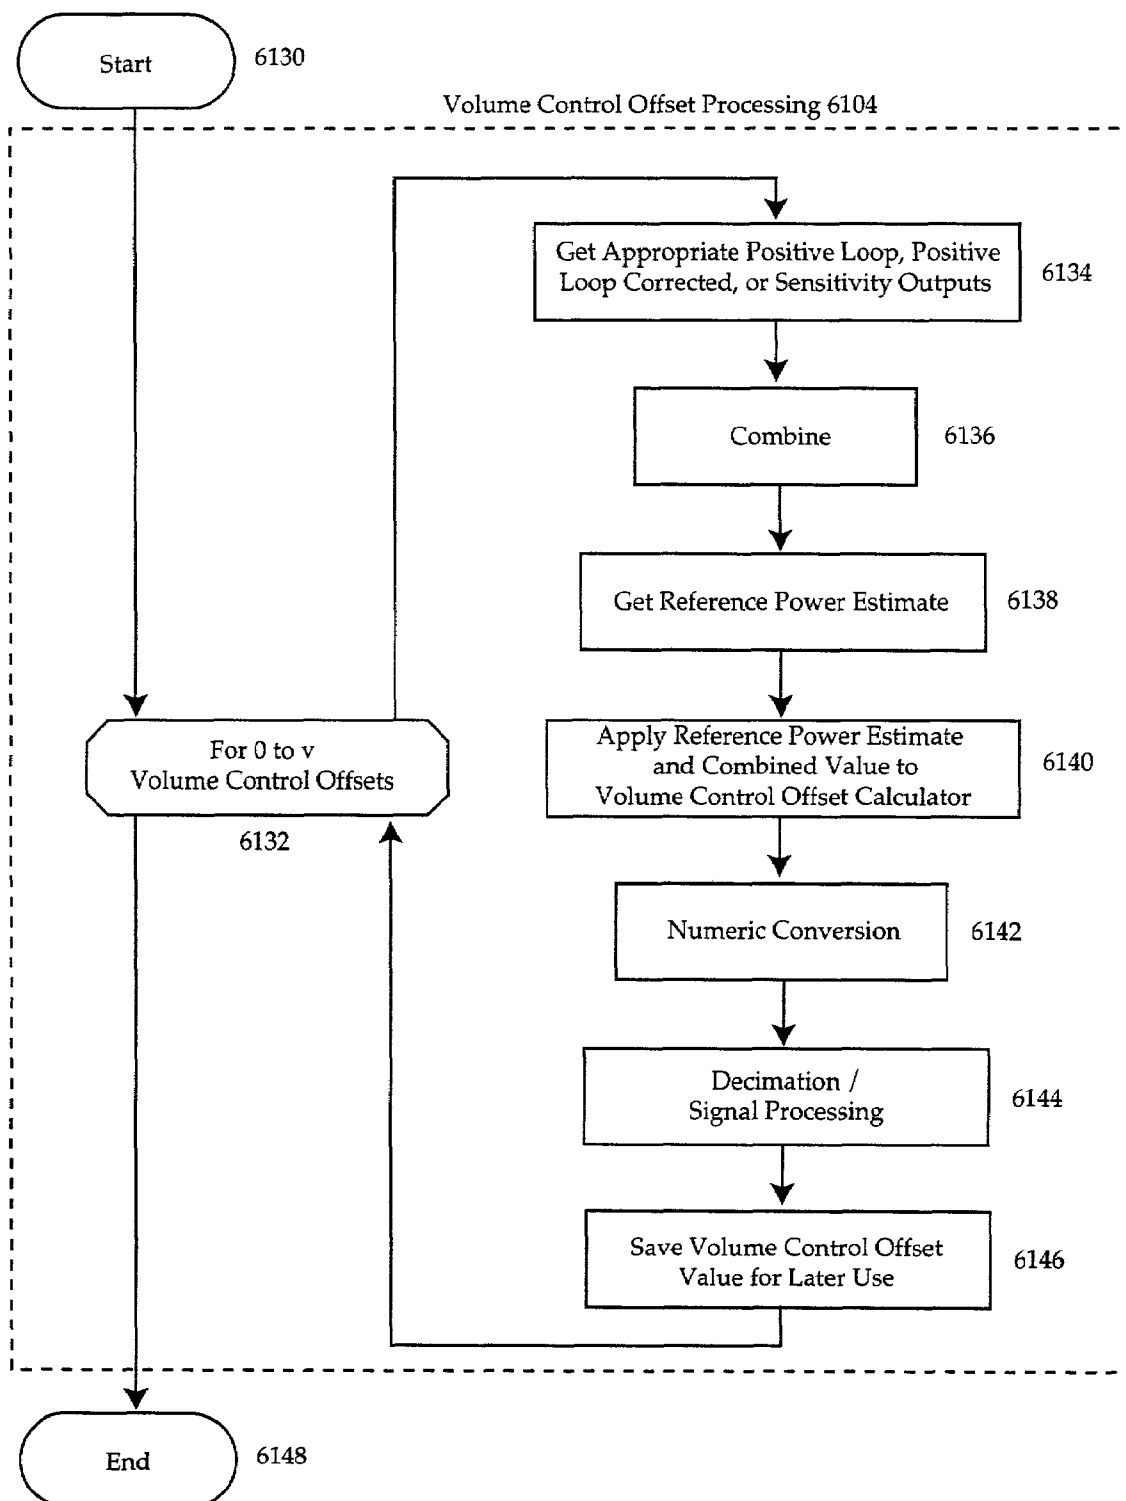 Start
6130
Volume Control Offset Processing 6104
Get Appropriate Positive Loop, Positive
Loop Corrected, or Sensitivity Outputs
6134
Combine
6136
Get Reference Power Estimate
6138
For 0 to v
Volume Control Offsets
6132
Apply Reference Power Estimate
and Combined Value to
Volume Control Offset Calculator
6140
Numeric Conversion
6142
Decimation /
Signal Processing
6144
Save Volume Control Offset
Value for Later Use
6146
End
6148